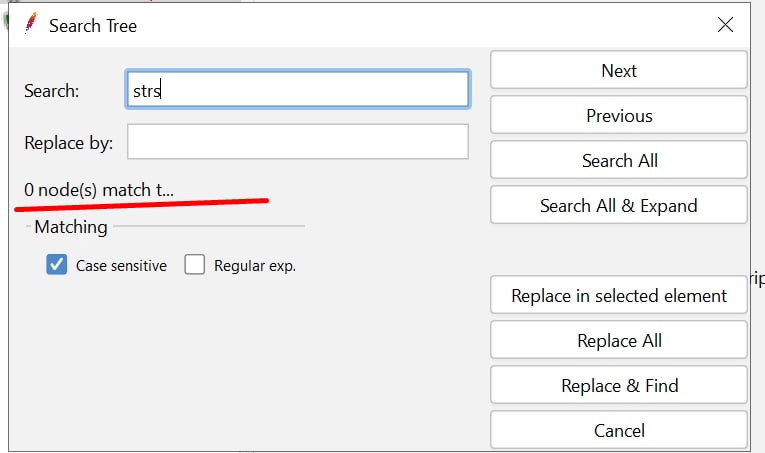 Search Tree
Search: strs
Next
Previous
Replace by:
Search All
0 node(s) match t...
Search All & Expand
Matching
Case sensitive Regular exp.
Replace in selected element
Replace All
Replace & Find
Cancel